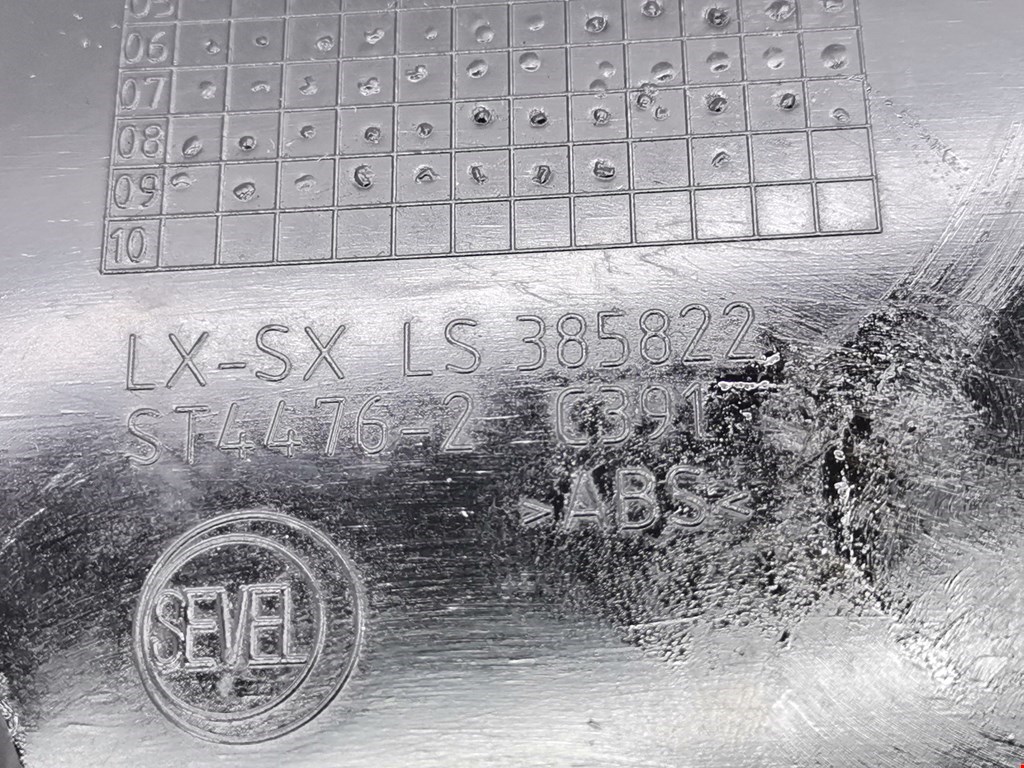 05
06
07
08
09
10
LX-SX LS 385822
ST4476-2 C391
>ABS<
SEVEL